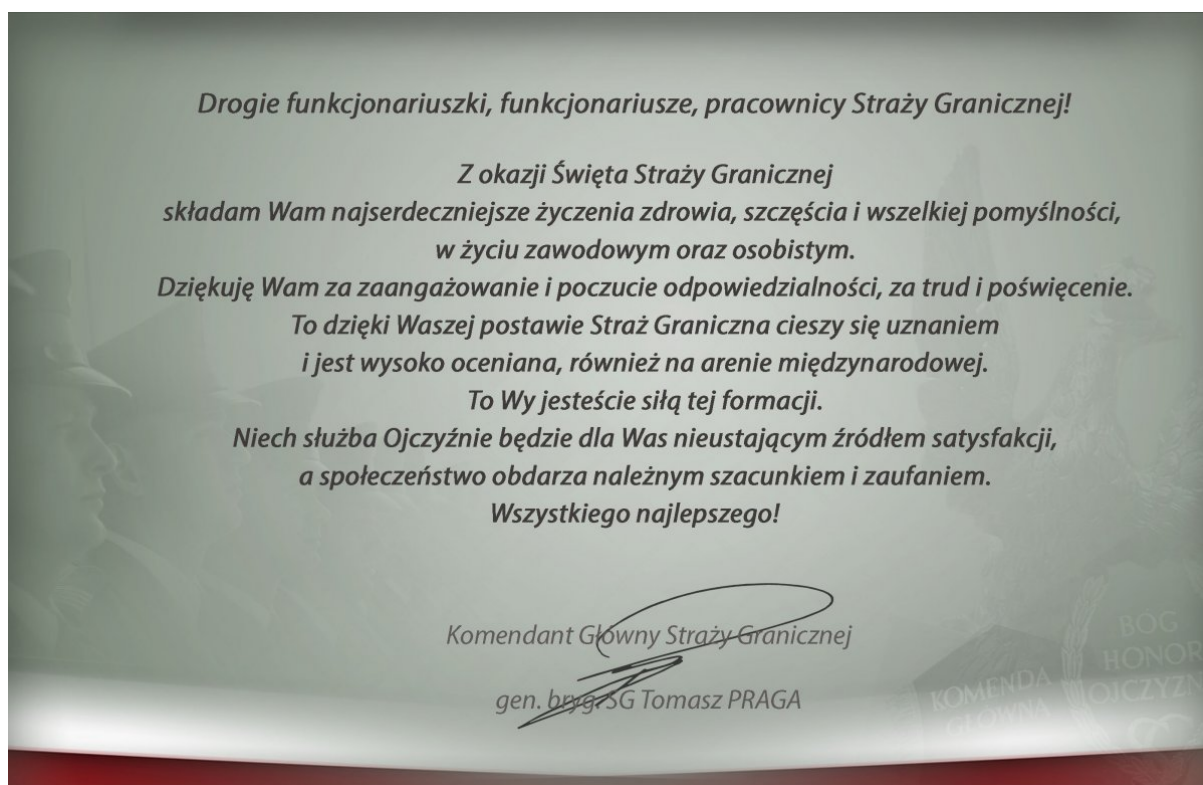 Drogie funkcjonariuszki, funkcjonariusze, pracownicy Straży Granicznej!
Z okazji Święta Straży Granicznej
składam Wam najserdeczniejsze życzenia zdrowia, szczęścia i wszelkiej pomyślności,
w życiu zawodowym oraz osobistym.
Dziękuję Wam za zaangażowanie i poczucie odpowiedzialności, za trud i poświęcenie.
To dzięki Waszej postawie Straż Graniczna cieszy się uznaniem
i jest wysoko oceniana, również na arenie międzynarodowej.
To Wy jesteście siłą tej formacji.
Niech służba Ojczyźnie będzie dla Was nieustającym źródłem satysfakcji,
a społeczeństwo obdarza należnym szacunkiem i zaufaniem.
Wszystkiego najlepszego!
Komendant Główny Straży Granicznej
gen. bryg. SG Tomasz PRAGA
KOMENDA
GŁÓWNA
BÓG
HONOR
OJCZYZN